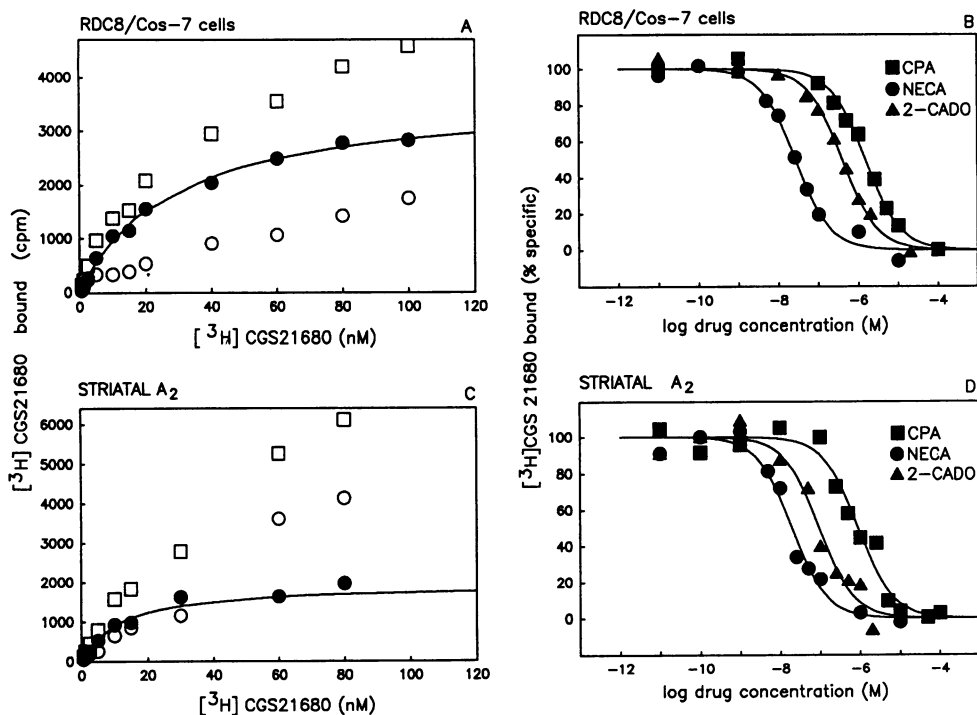 RDC8/Cos-7 cells
A
4000
3000
2000
1000
0
0 20 40 60 80 100 120
[ ³H] CGS21680 (nM)
[³H] CGS21680 bound (cpm)
RDC8/Cos-7 cells
B
■ CPA
● NECA
▲ 2-CADO
100
80
60
40
20
0
-12 -10 -8 -6 -4
log drug concentration (M)
[³H]CGS 21680 bound (% specific)
STRIATAL A₂
C
6000
5000
4000
3000
2000
1000
0
0 20 40 60 80 100 120
[³H] CGS21680 (nM)
STRIATAL A₂
D
■ CPA
● NECA
▲ 2-CADO
100
80
60
40
20
0
-12 -10 -8 -6 -4
log drug concentration (M)